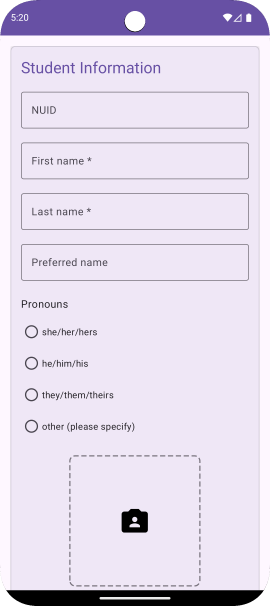 5:20
Student Information
NUID
First name *
Last name *
Preferred name
Pronouns
she/her/hers
he/him/his
they/them/theirs
other (please specify)